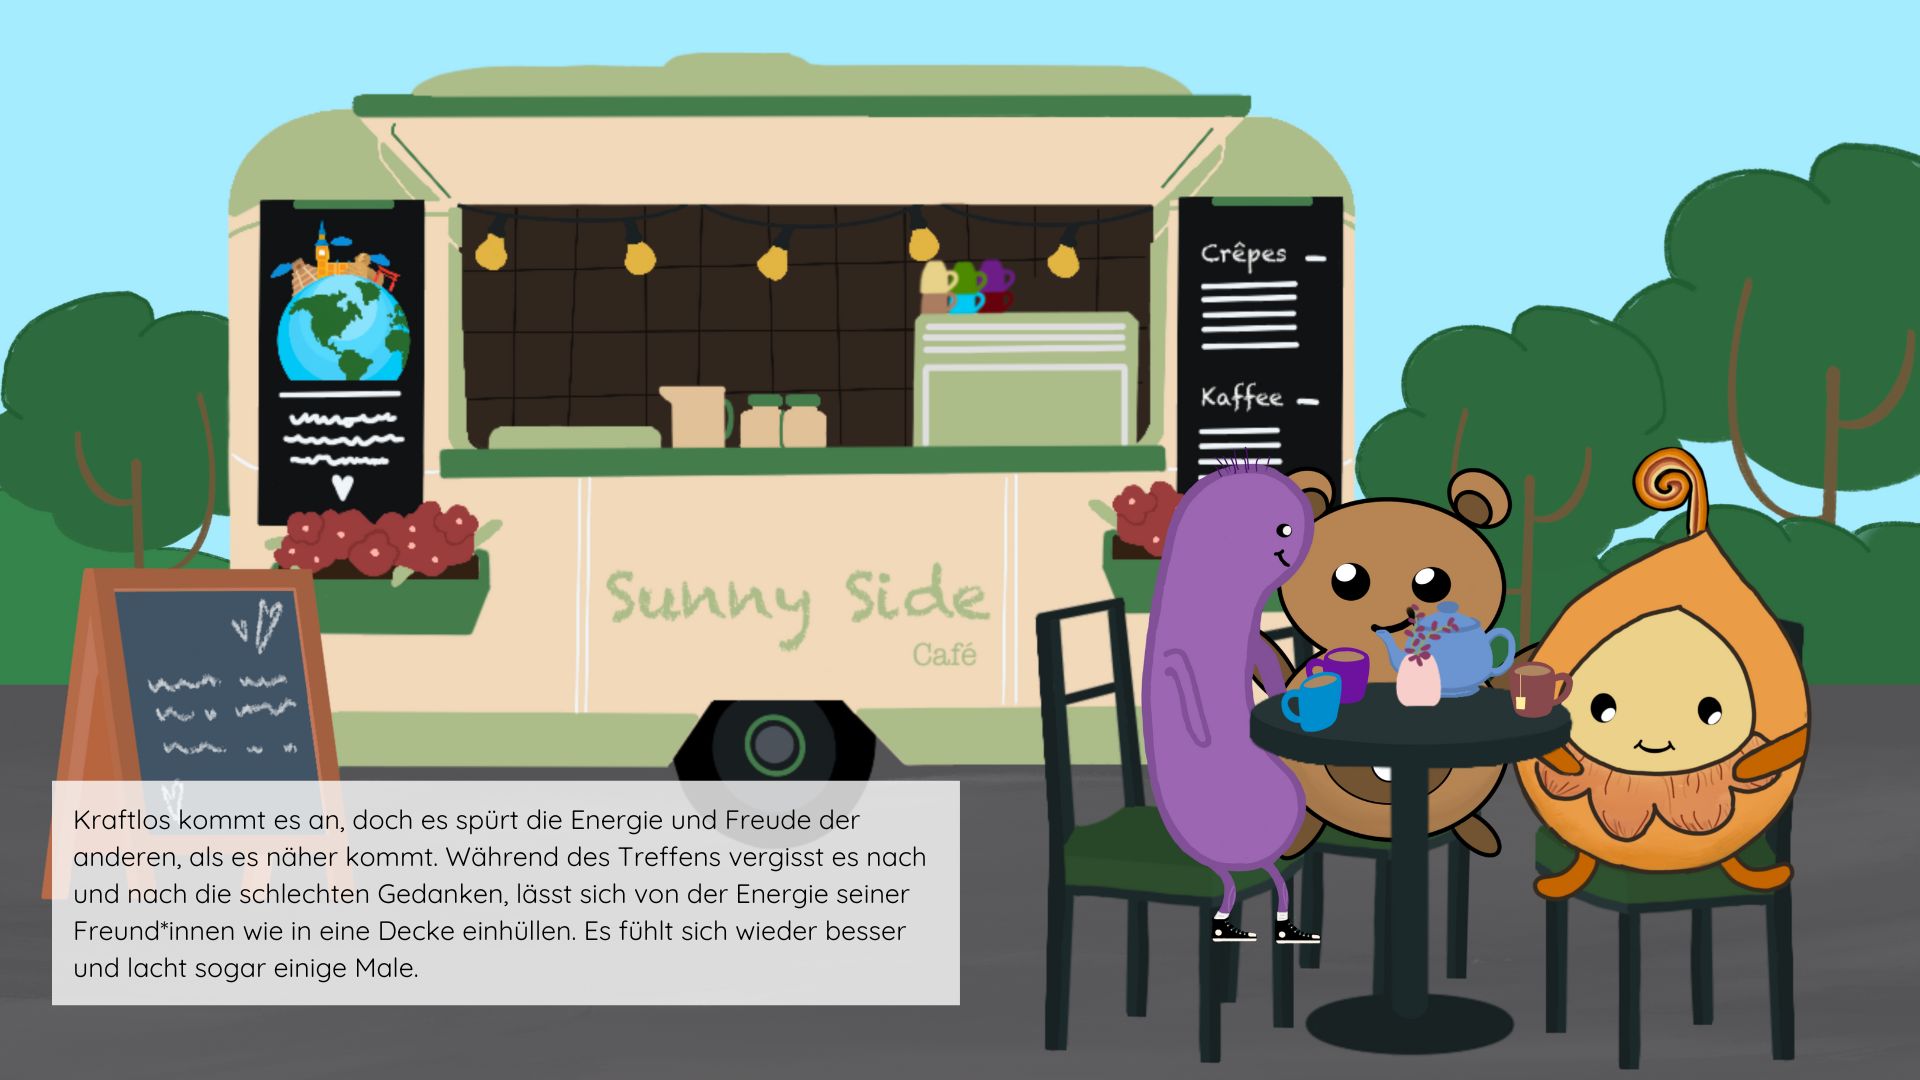 Crêpes
Kaffee
Sunny Side
Café
Kraftlos kommt es an, doch es spürt die Energie und Freude der
anderen, als es näher kommt. Während des Treffens vergisst es nach
und nach die schlechten Gedanken, lässt sich von der Energie seiner
Freund*innen wie in eine Decke einhüllen. Es fühlt sich wieder besser
und lacht sogar einige Male.